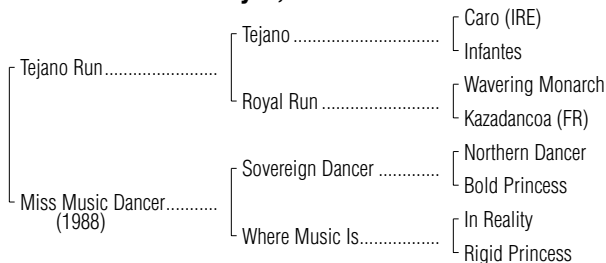 Caro (IRE)
Tejano
Infantes
Tejano Run
Wavering Monarch
Royal Run
Kazadancoa (FR)
Northern Dancer
Sovereign Dancer
Bold Princess
Miss Music Dancer
(1988)
In Reality
Where Music Is
Rigid Princess